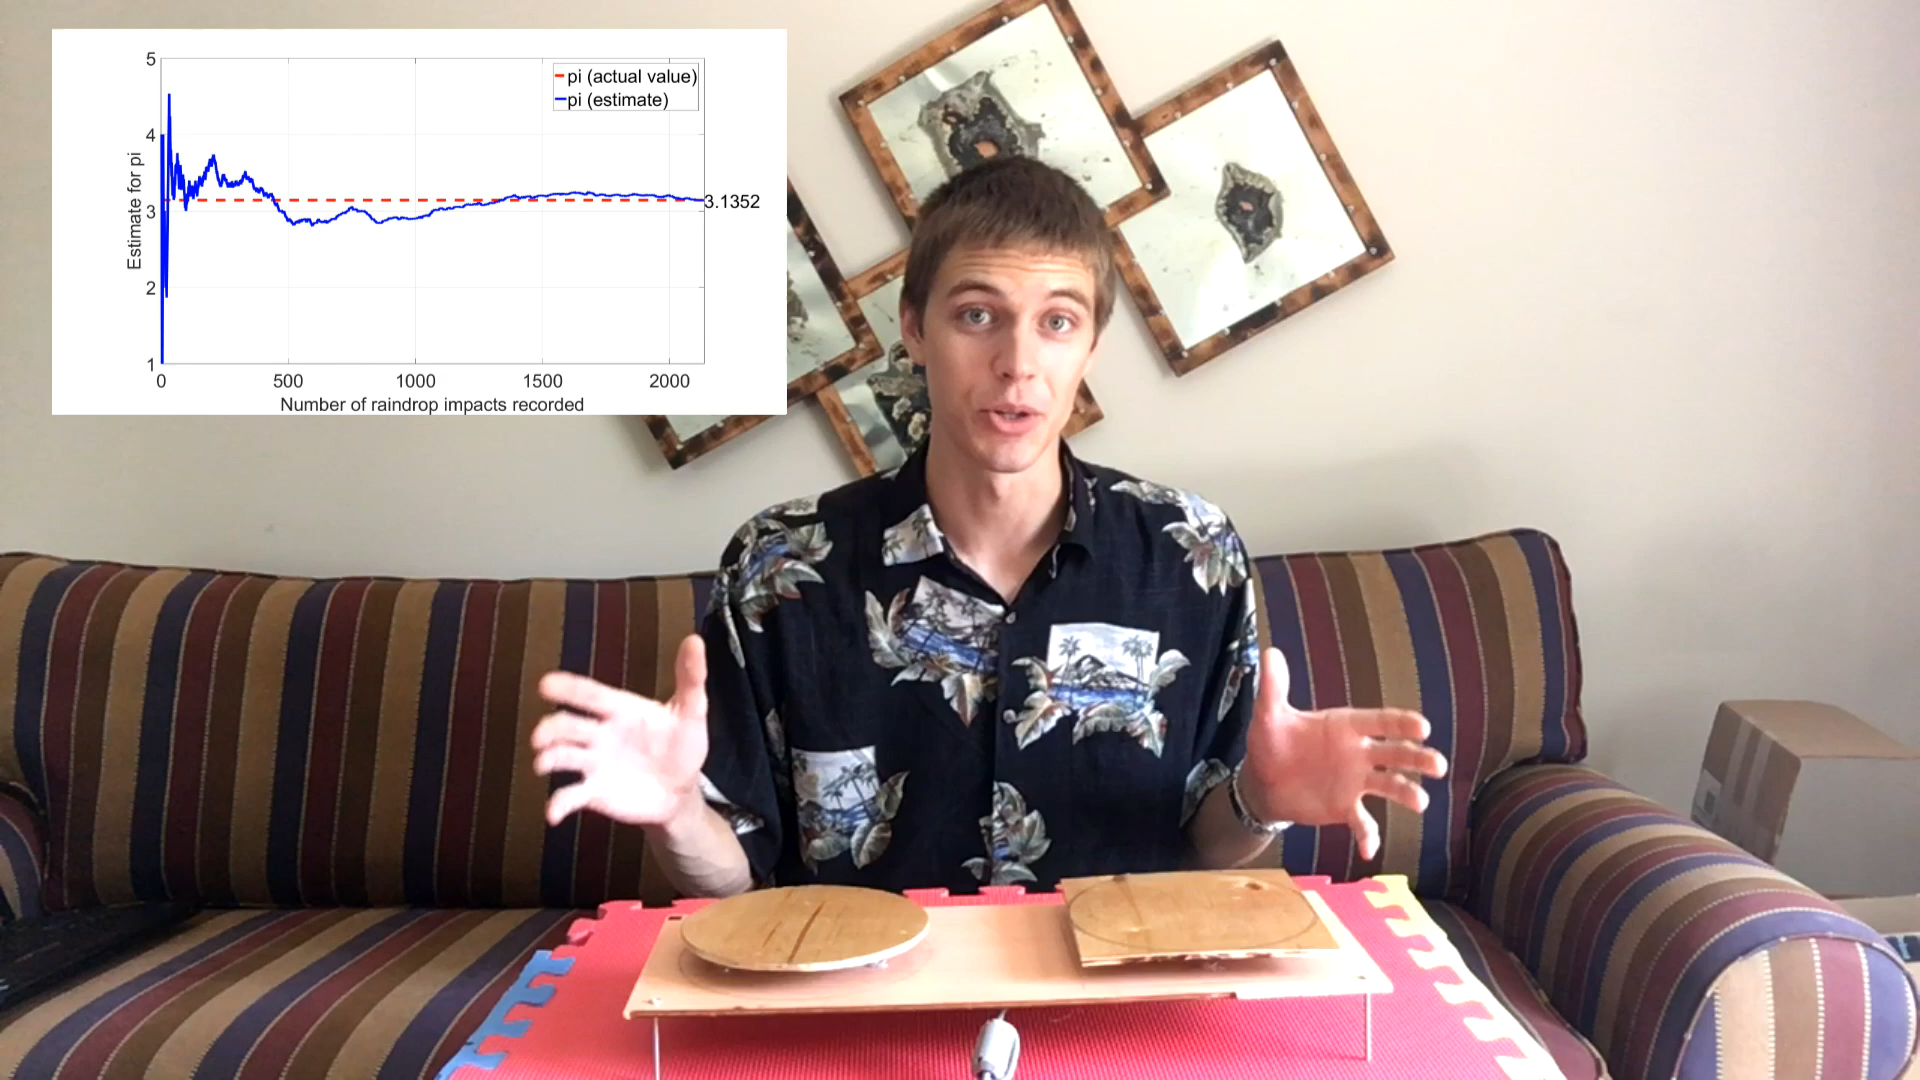 5
pi (actual value)
pi (estimate)
4
Estimate for pi
3.1352
3
2
1
0 500 1000 1500 2000
Number of raindrop impacts recorded